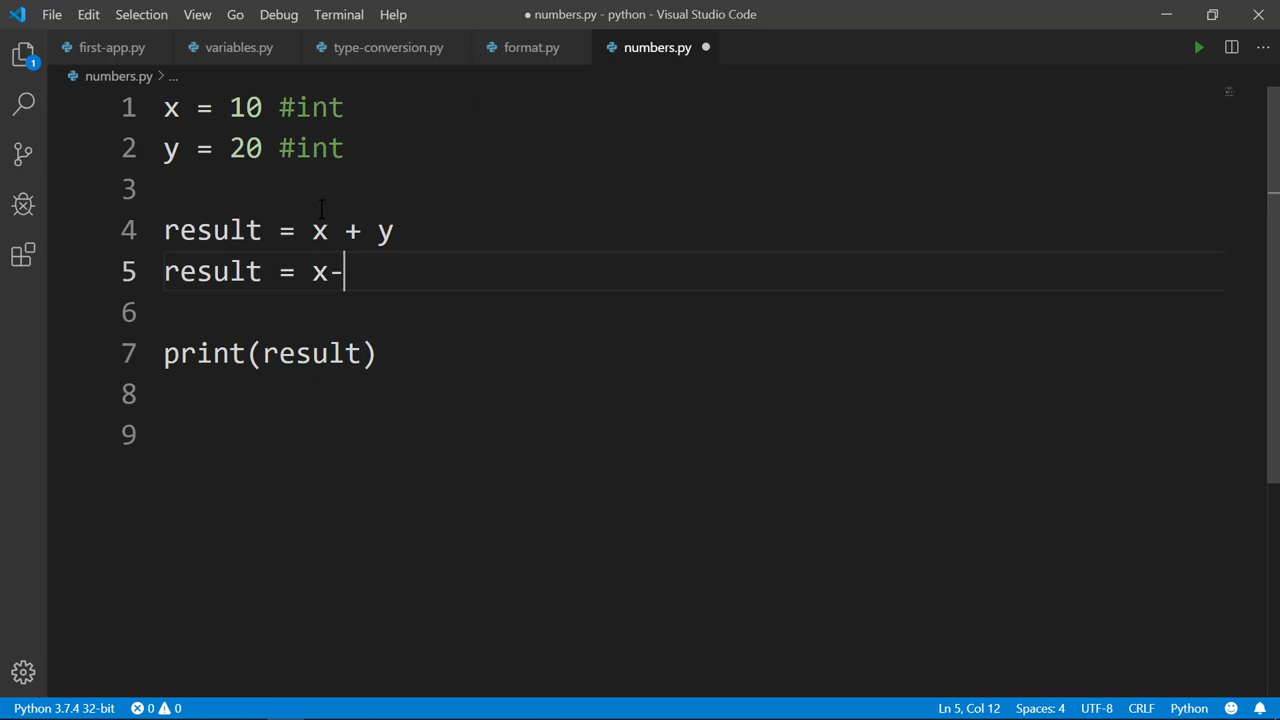 File Edit Selection View Go Debug Terminal Help ● numbers.py - python - Visual Studio Code
first-app.py variables.py type-conversion.py format.py numbers.py ●
1
numbers.py > ...
1 x = 10 #int
2 y = 20 #int
3
4 result = x + y
5 result = x-
6
7 print(result)
8
9
Python 3.7.4 32-bit 0 0 Ln 5, Col 12 Spaces: 4 UTF-8 CRLF Python